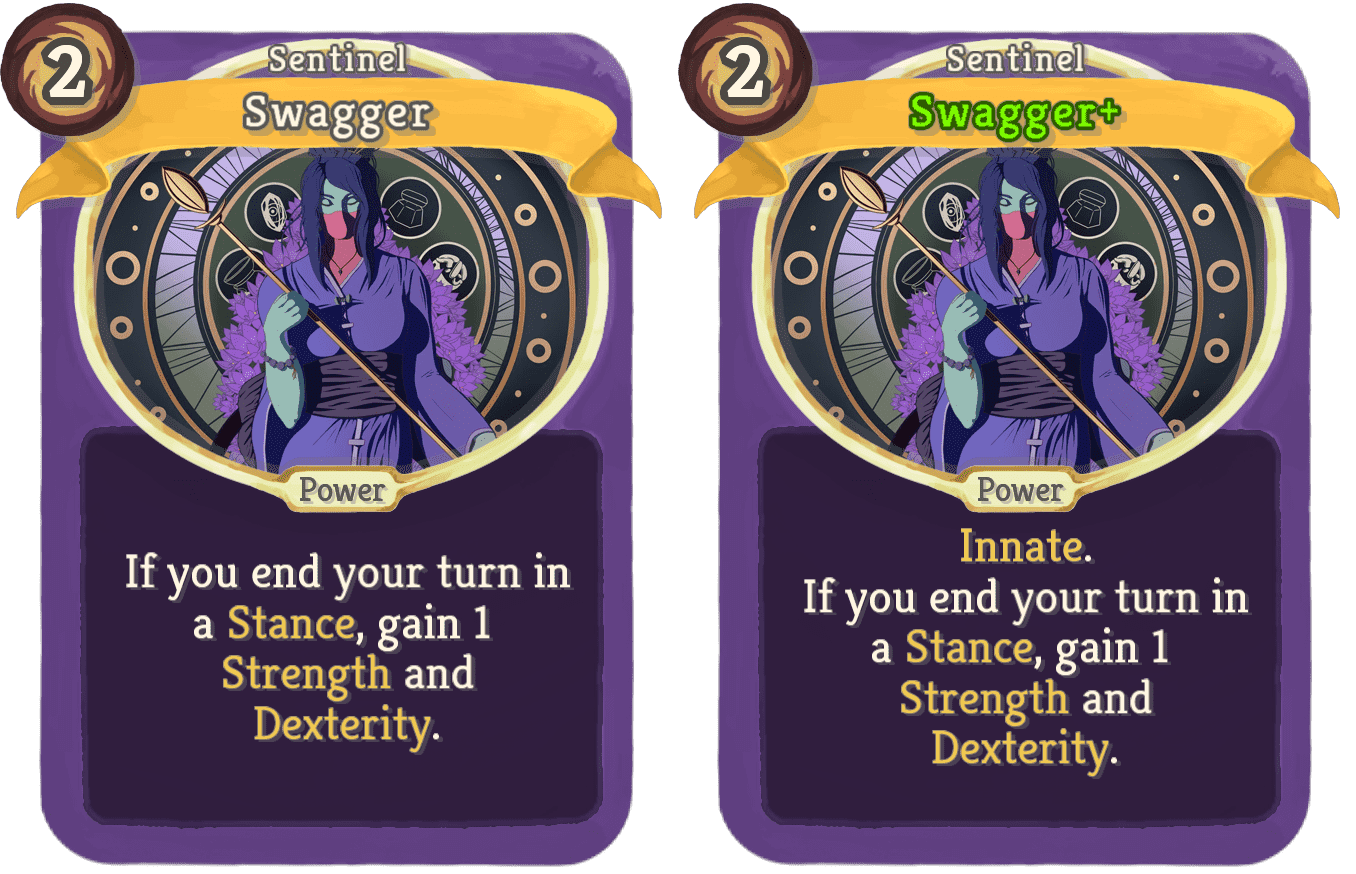 2
Sentinel
Swagger
Power
If you end your turn in
a Stance, gain 1
Strength and
Dexterity.
2
Sentinel
Swagger+
Power
Innate.
If you end your turn in
a Stance, gain 1
Strength and
Dexterity.